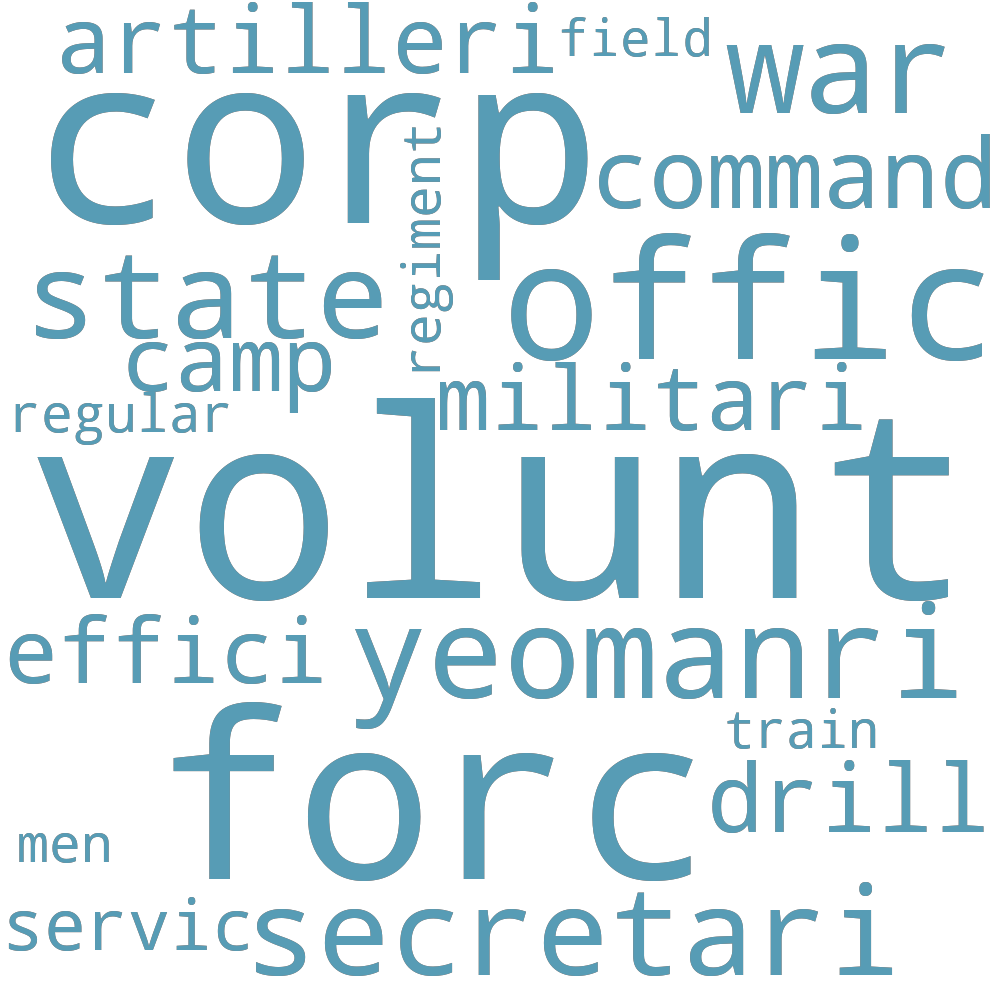 artilleri field
war
corp
command
regiment
state
offic
camp
militari
regular
volunt
effici
yeomanri
forc
train
drill
men
servic
secretari